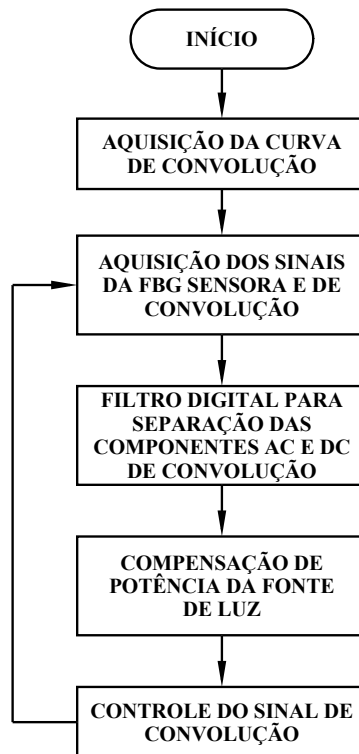 INÍCIO
AQUISIÇÃO DA CURVA
DE CONVOLUÇÃO
AQUISIÇÃO DOS SINAIS
DA FBG SENSORA E DE
CONVOLUÇÃO
FILTRO DIGITAL PARA
SEPARAÇÃO DAS
COMPONENTES AC E DC
DE CONVOLUÇÃO
COMPENSAÇÃO DE
POTÊNCIA DA FONTE
DE LUZ
CONTROLE DO SINAL DE
CONVOLUÇÃO